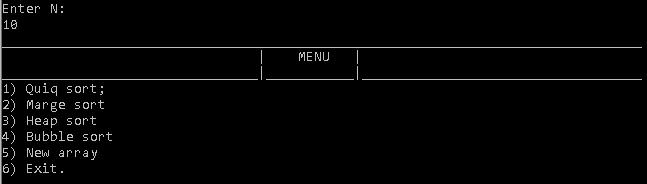 Enter N:
10
MENU
1) Quiq sort;
2) Marge sort
3) Heap sort
4) Bubble sort
5) New array
6) Exit.